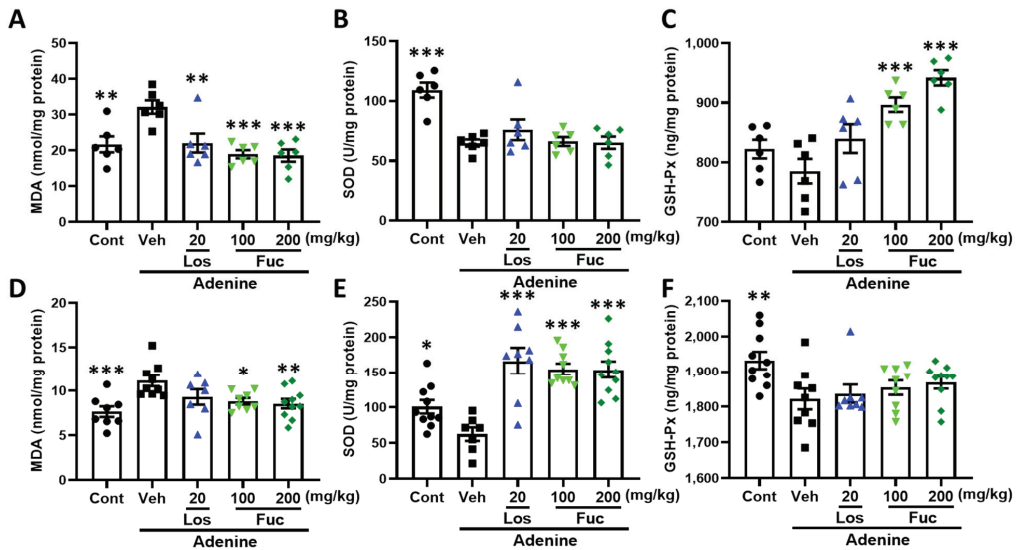 A
MDA (nmol/mg protein)
50
40
30
20
10
0
**
**
***
***
Cont
Veh
20
100
200
(mg/kg)
Los
Fuc
Adenine
B
SOD (U/mg protein)
150
100
50
0
***
Cont
Veh
20
100
200
(mg/kg)
Los
Fuc
Adenine
C
GSH-Px (ng/mg protein)
1,000
900
800
700
***
***
Cont
Veh
20
100
200
(mg/kg)
Los
Fuc
Adenine
D
MDA (nmol/mg protein)
20
15
10
5
0
***
*
**
Cont
Veh
20
100
200
(mg/kg)
Los
Fuc
Adenine
E
SOD (U/mg protein)
250
200
150
100
50
0
*
***
***
***
Cont
Veh
20
100
200
(mg/kg)
Los
Fuc
Adenine
F
GSH-Px (ng/mg protein)
2,100
2,000
1,900
1,800
1,700
1,600
**
Cont
Veh
20
100
200
(mg/kg)
Los
Fuc
Adenine